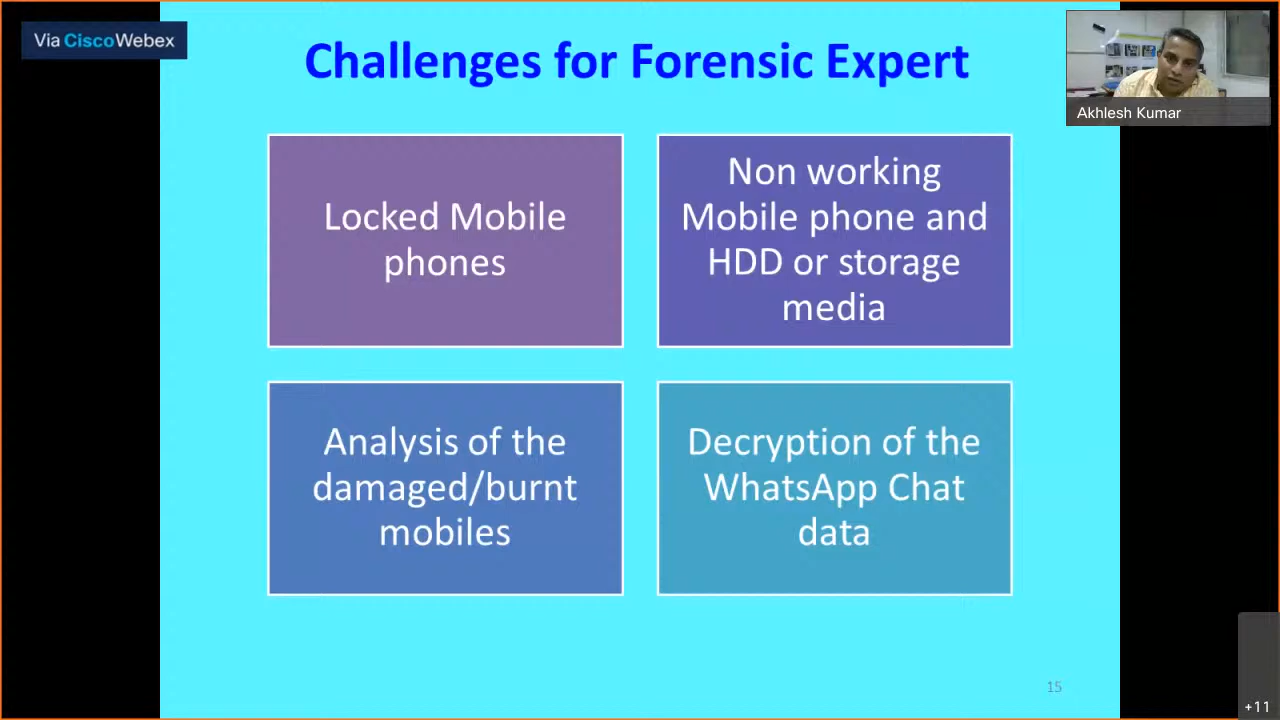 Via CiscoWebex
Challenges for Forensic Expert
Akhlesh Kumar
Locked Mobile
phones
Non working
Mobile phone and
HDD or storage
media
Analysis of the
damaged/burnt
mobiles
Decryption of the
WhatsApp Chat
data
15
+11